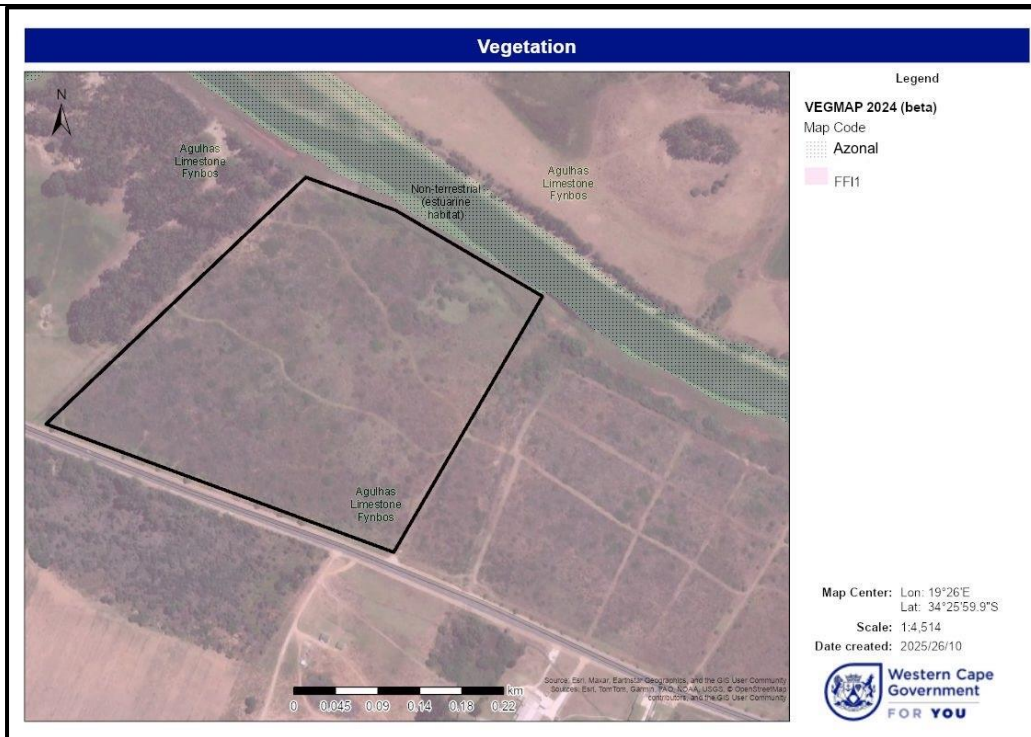 Vegetation
N
Agulhas
Limestone
Fynbos
Non-terrestrial
(estuarine
habitat)
Agulhas
Limestone
Fynbos
Agulhas
Limestone
Fynbos
km
0 0.045 0.09 0.14 0.18 0.22
Source: Esri, Maxar, Earthstar Geographics, and the GIS User Community
Sources: Esri, TomTom, Garmin, FAO, NOAA, USGS, © OpenStreetMap
contributors, and the GIS User Community
Legend
VEGMAP 2024 (beta)
Map Code
Azonal
FFl1
Map Center: Lon: 19°26'E
Lat: 34°25'59.9"S
Scale: 1:4,514
Date created: 2025/26/10
Western Cape
Government
FOR YOU